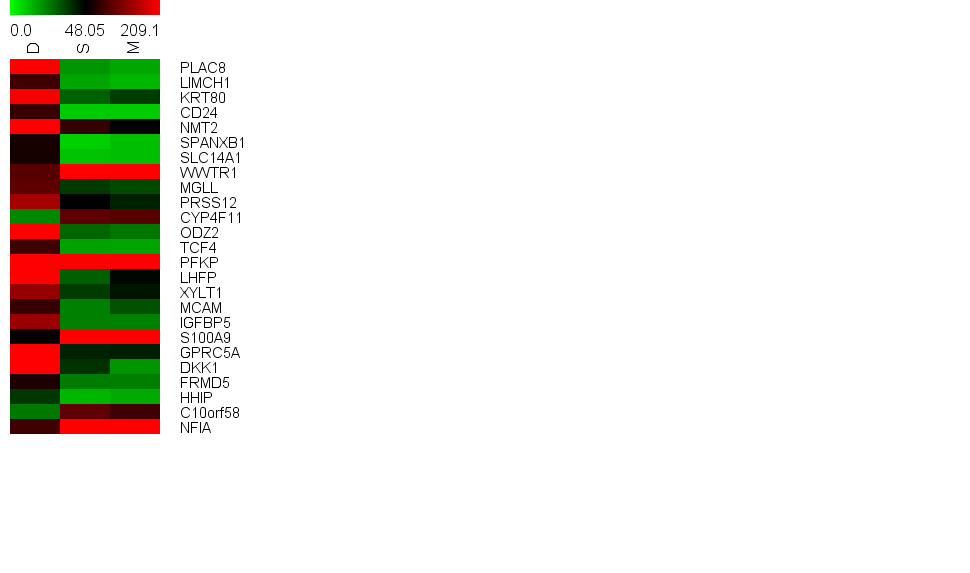 0.0 48.05 209.1
D S M
PLAC8
LIMCH1
KRT80
CD24
NMT2
SPANXB1
SLC14A1
WWTR1
MGLL
PRSS12
CYP4F11
ODZ2
TCF4
PFKP
LHFP
XYLT1
MCAM
IGFBP5
S100A9
GPRC5A
DKK1
FRMD5
HHIP
C10orf58
NFIA